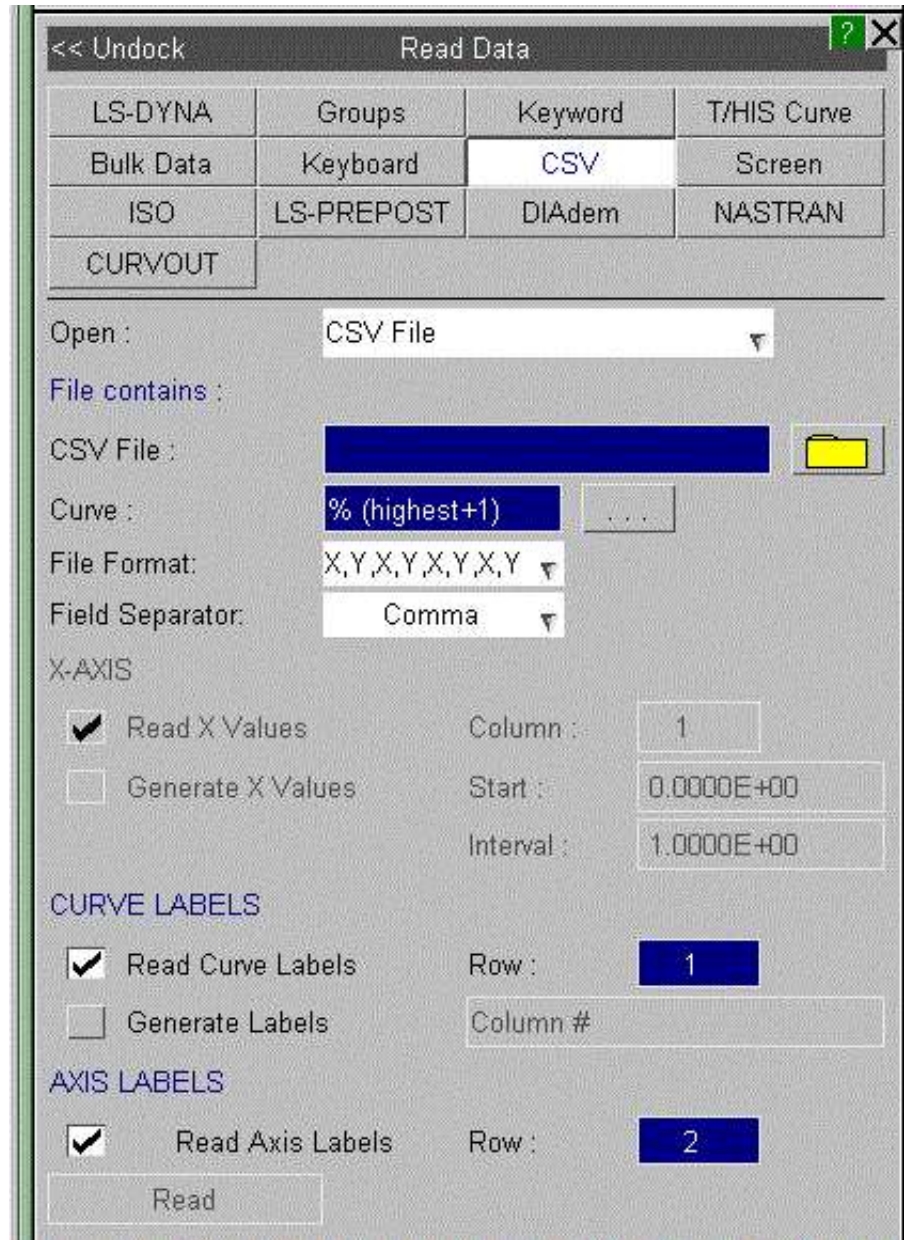 << Undock Read Data ? X
LS-DYNA Groups Keyword T/HIS Curve
Bulk Data Keyboard CSV Screen
ISO LS-PREPOST DIAdem NASTRAN
CURVOUT
Open : CSV File
File contains :
CSV File :
Curve : % (highest+1) . . .
File Format: X,Y,X,Y,X,Y,X,Y
Field Separator: Comma
X-AXIS
Read X Values Column : 1
Generate X Values Start : 0.0000E+00
Interval : 1.0000E+00
CURVE LABELS
Read Curve Labels Row : 1
Generate Labels Column #
AXIS LABELS
Read Axis Labels Row : 2
Read